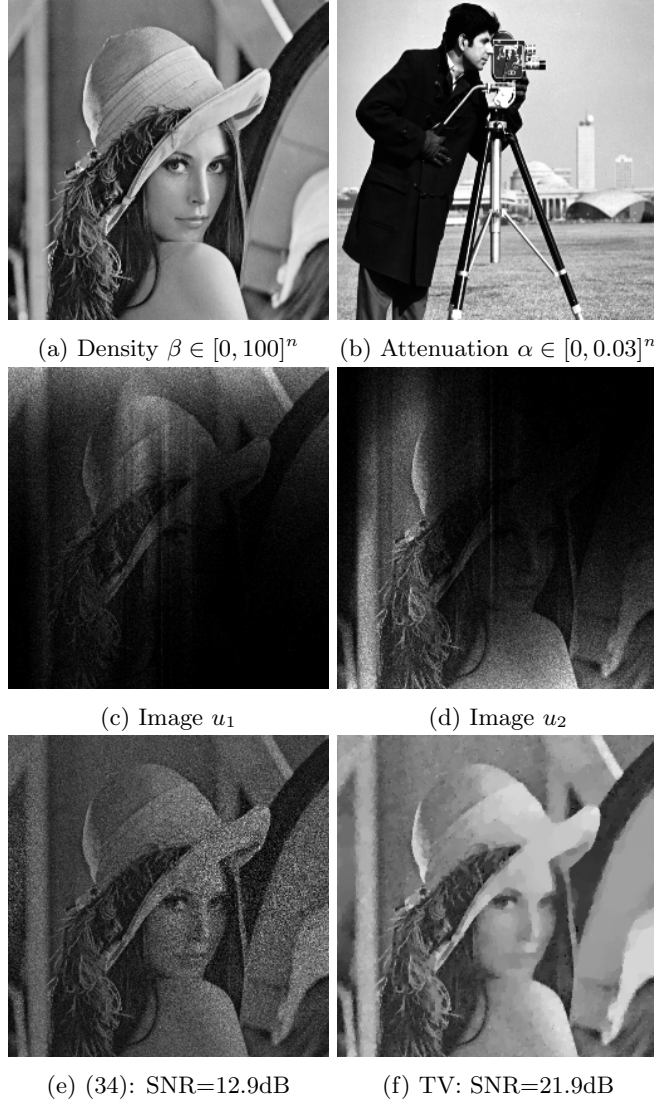 (a) Density β ∈ [0, 100]ⁿ (b) Attenuation α ∈ [0, 0.03]ⁿ
(c) Image u₁ (d) Image u₂
(e) (34): SNR=12.9dB (f) TV: SNR=21.9dB